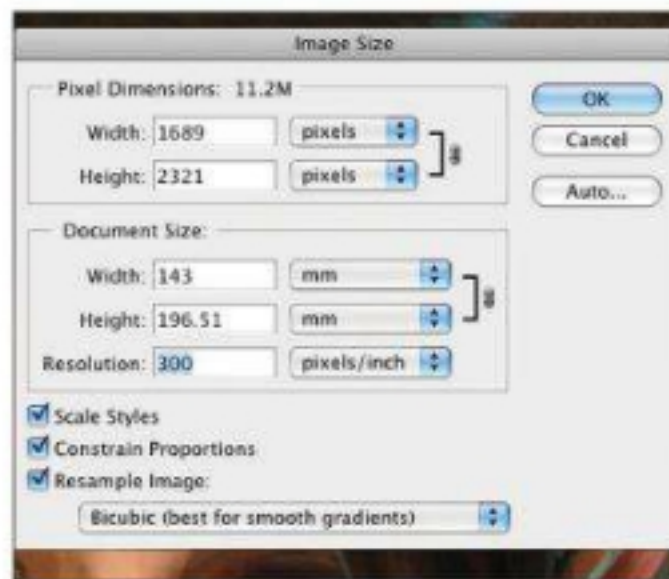 Image Size
Pixel Dimensions: 11.2M
Width: 1689 pixels
Height: 2321 pixels
OK
Cancel
Auto...
Document Size:
Width: 143 mm
Height: 196.51 mm
Resolution: 300 pixels/inch
Scale Styles
Constrain Proportions
Resample Image:
Bicubic (best for smooth gradients)